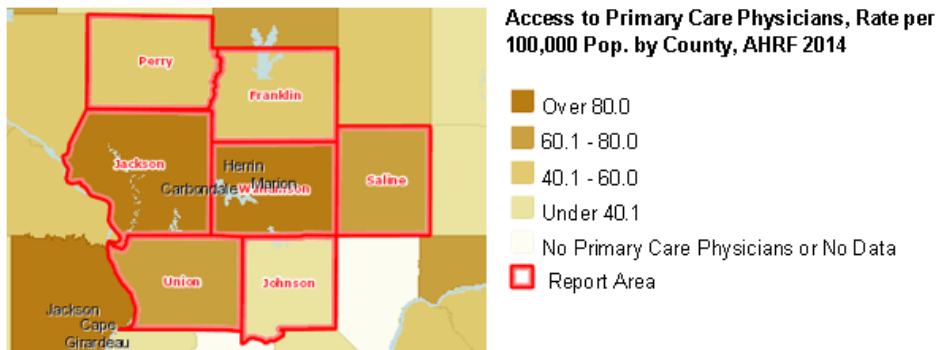 Access to Primary Care Physicians, Rate per
100,000 Pop. by County, AHRF 2014
Over 80.0
60.1 - 80.0
40.1 - 60.0
Under 40.1
No Primary Care Physicians or No Data
Report Area
Perry
Franklin
Jackson
Herrin
Carbondale
Marion
Williamson
Saline
Union
Johnson
Jackson
Cape
Girardeau